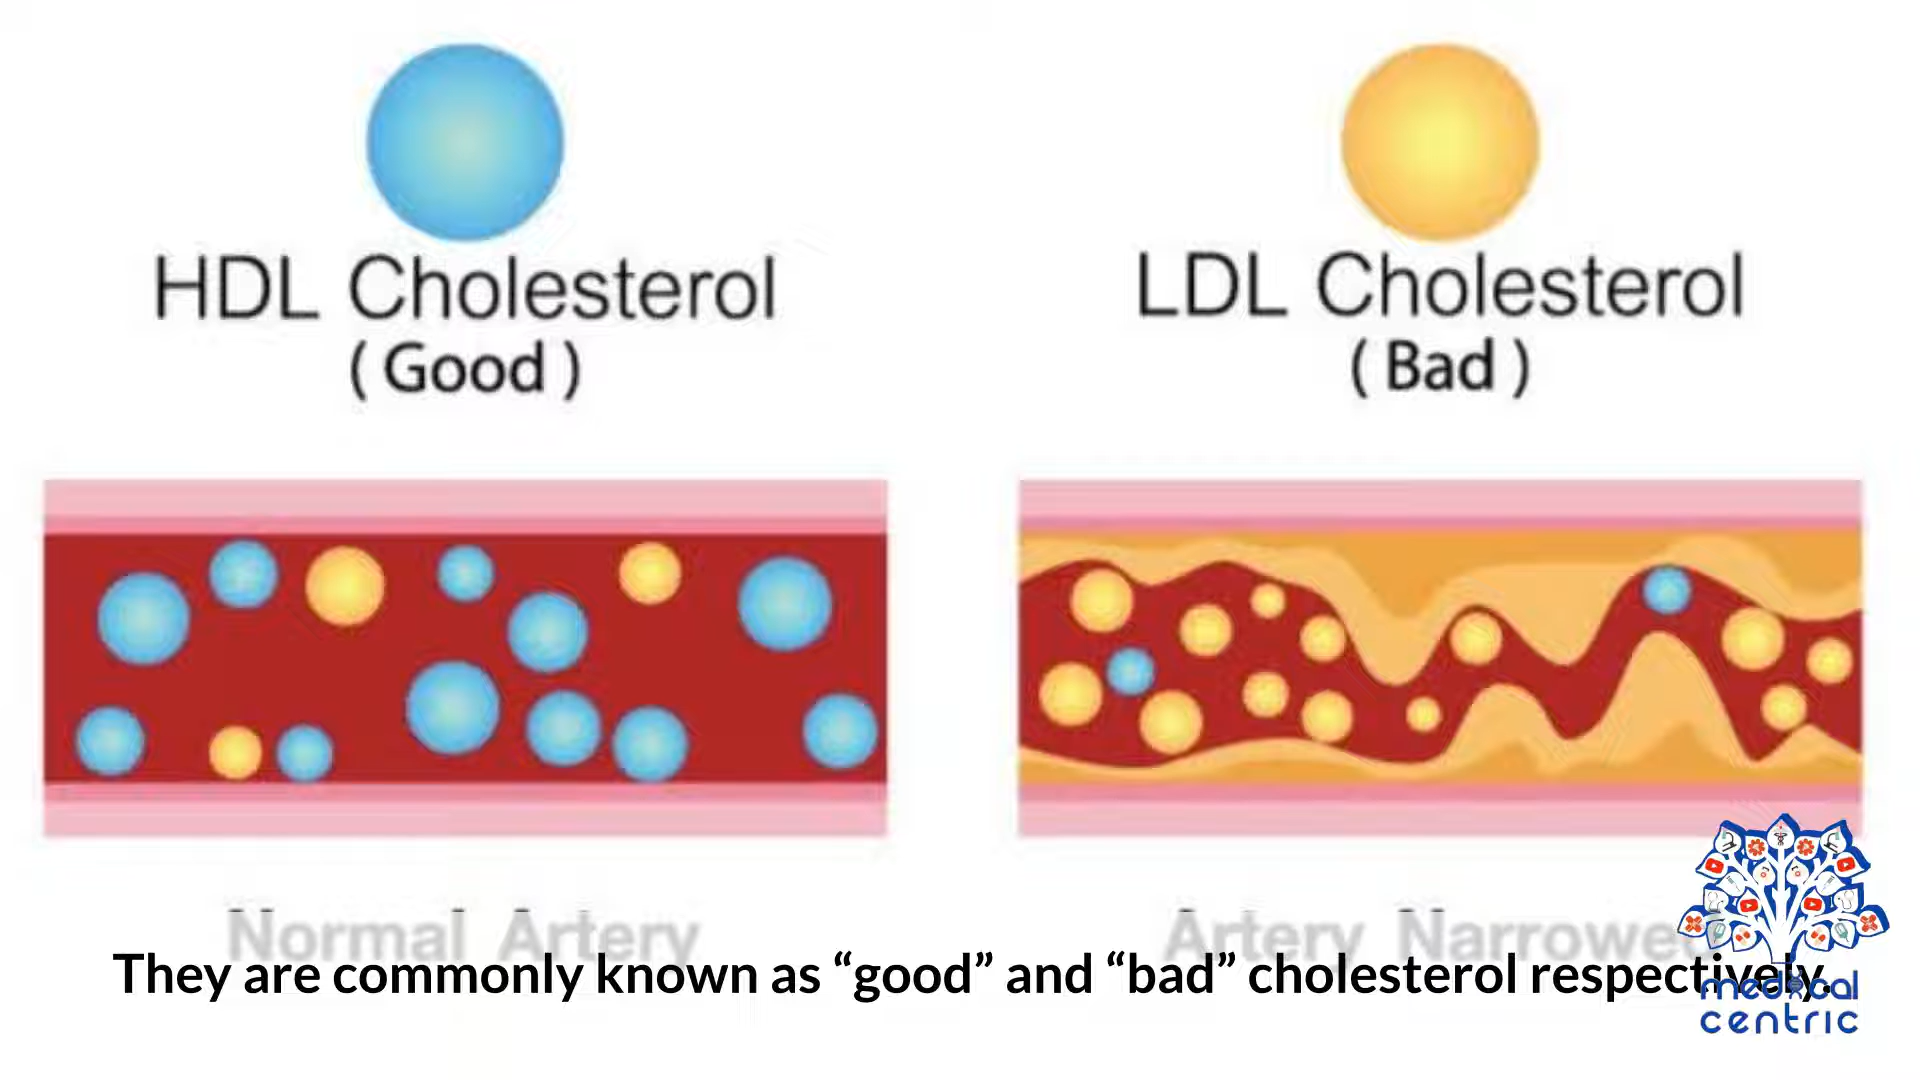 HDL Cholesterol
( Good )
LDL Cholesterol
( Bad )
Normal Artery
Artery Narrowed
They are commonly known as “good” and “bad” cholesterol respectively.
medical
centric